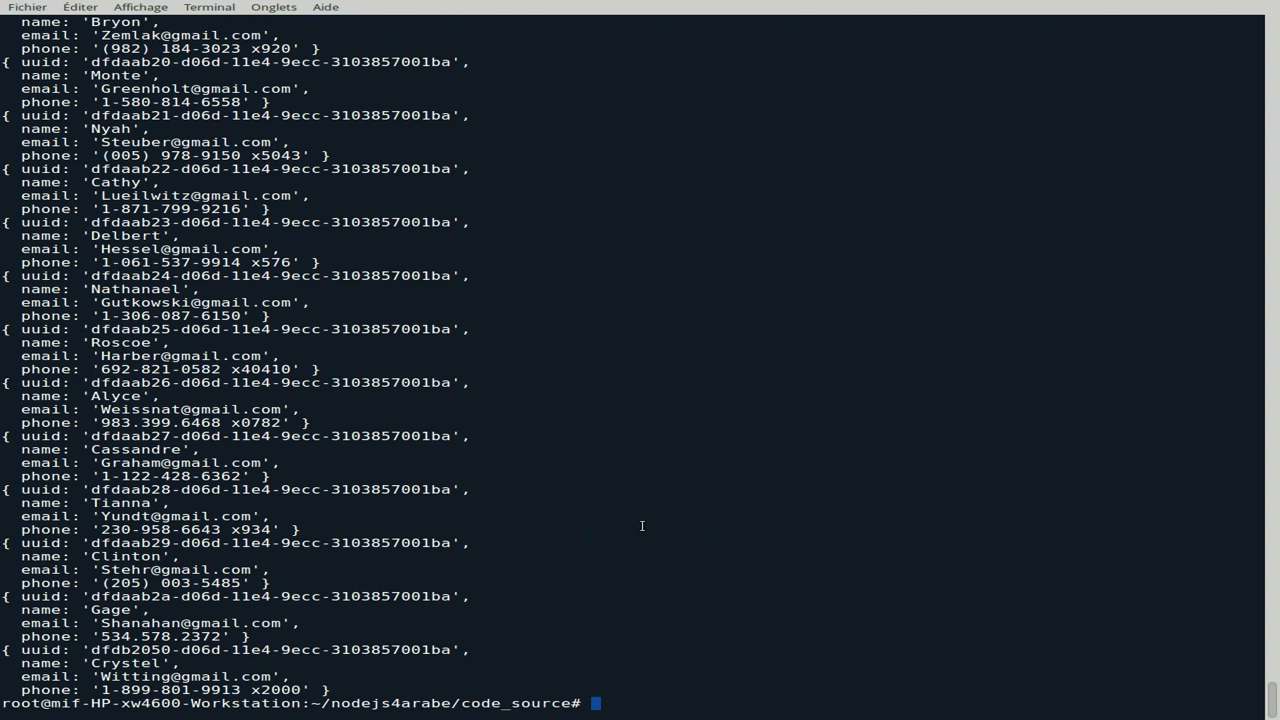 Fichier Éditer Affichage Terminal Onglets Aide
name: 'Bryon',
email: 'Zemlak@gmail.com',
phone: '(982) 184-3023 x920' }
{ uuid: 'dfdaab20-d06d-11e4-9ecc-3103857001ba',
name: 'Monte',
email: 'Greenholt@gmail.com',
phone: '1-580-814-6558' }
{ uuid: 'dfdaab21-d06d-11e4-9ecc-3103857001ba',
name: 'Nyah',
email: 'Steuber@gmail.com',
phone: '(005) 978-9150 x5043' }
{ uuid: 'dfdaab22-d06d-11e4-9ecc-3103857001ba',
name: 'Cathy',
email: 'Lueilwitz@gmail.com',
phone: '1-871-799-9216' }
{ uuid: 'dfdaab23-d06d-11e4-9ecc-3103857001ba',
name: 'Delbert',
email: 'Hessel@gmail.com',
phone: '1-061-537-9914 x576' }
{ uuid: 'dfdaab24-d06d-11e4-9ecc-3103857001ba',
name: 'Nathanael',
email: 'Gutkowski@gmail.com',
phone: '1-306-087-6150' }
{ uuid: 'dfdaab25-d06d-11e4-9ecc-3103857001ba',
name: 'Roscoe',
email: 'Harber@gmail.com',
phone: '692-821-0582 x40410' }
{ uuid: 'dfdaab26-d06d-11e4-9ecc-3103857001ba',
name: 'Alyce',
email: 'Weissnat@gmail.com',
phone: '983.399.6468 x0782' }
{ uuid: 'dfdaab27-d06d-11e4-9ecc-3103857001ba',
name: 'Cassandre',
email: 'Graham@gmail.com',
phone: '1-122-428-6362' }
{ uuid: 'dfdaab28-d06d-11e4-9ecc-3103857001ba',
name: 'Tianna',
email: 'Yundt@gmail.com',
phone: '230-958-6643 x934' }
{ uuid: 'dfdaab29-d06d-11e4-9ecc-3103857001ba',
name: 'Clinton',
email: 'Stehr@gmail.com',
phone: '(205) 003-5485' }
{ uuid: 'dfdaab2a-d06d-11e4-9ecc-3103857001ba',
name: 'Gage',
email: 'Shanahan@gmail.com',
phone: '534.578.2372' }
{ uuid: 'dfdb2050-d06d-11e4-9ecc-3103857001ba',
name: 'Crystel',
email: 'Witting@gmail.com',
phone: '1-899-801-9913 x2000' }
root@mif-HP-xw4600-Workstation:~/nodejs4arabe/code_source#